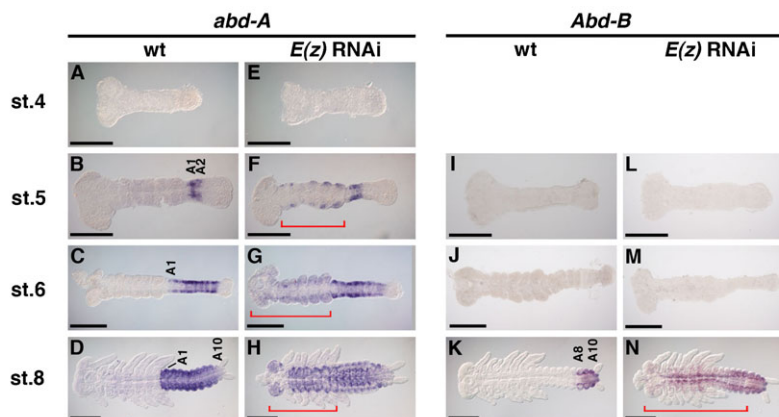 abd-A Abd-B
wt E(z) RNAi wt E(z) RNAi
st.4 A E
st.5 B A1 A2 F I L
st.6 C A1 G J M
st.8 D A1 A10 H K A8 A10 N